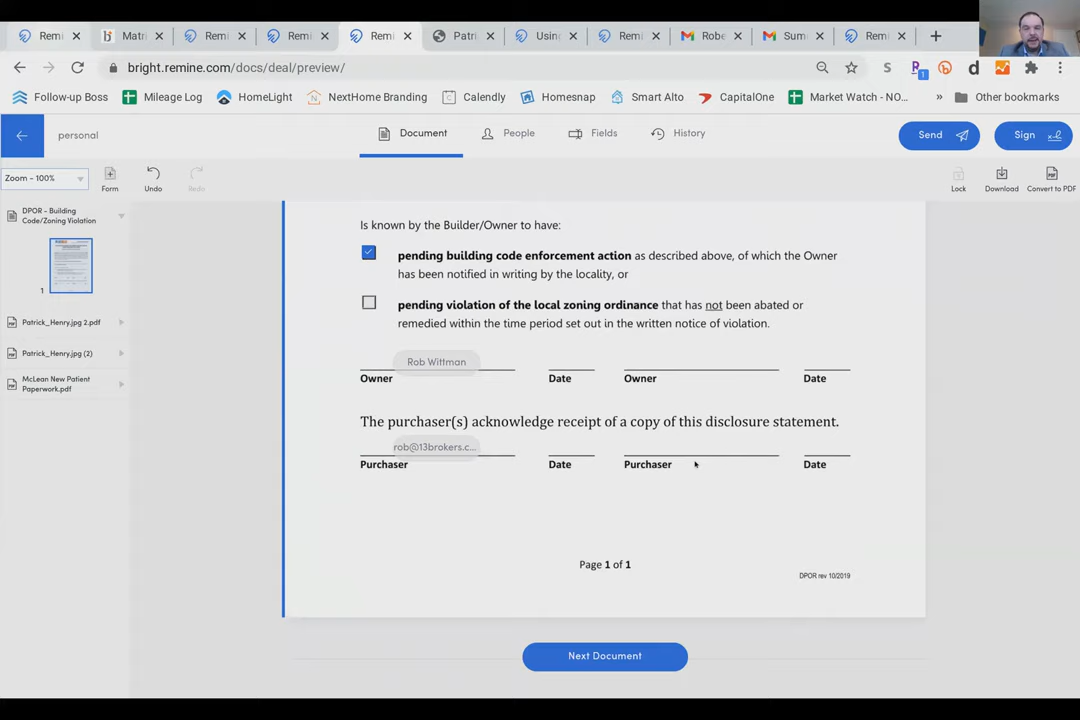 Remi
Matri
Remi
Remi
Remi
Patri
Using
Remi
Robe
Sum
Remi
bright.remine.com/docs/deal/preview/
Follow-up Boss
Mileage Log
HomeLight
NextHome Branding
Calendly
Homesnap
Smart Alto
CapitalOne
Market Watch - NO...
»
Other bookmarks
personal
Document
People
Fields
History
Send
Sign
Zoom - 100%
Form
Undo
Redo
Lock
Download
Convert to PDF
DPOR - Building
Code/Zoning Violation
1
Patrick_Henry.jpg 2.pdf
Patrick_Henry.jpg (2)
McLean New Patient
Paperwork.pdf
Is known by the Builder/Owner to have:
pending building code enforcement action as described above, of which the Owner
has been notified in writing by the locality, or
pending violation of the local zoning ordinance that has not been abated or
remedied within the time period set out in the written notice of violation.
Rob Wittman
Owner Date Owner Date
The purchaser(s) acknowledge receipt of a copy of this disclosure statement.
rob@13brokers.c...
Purchaser Date Purchaser Date
Page 1 of 1
DPOR rev 10/2019
Next Document